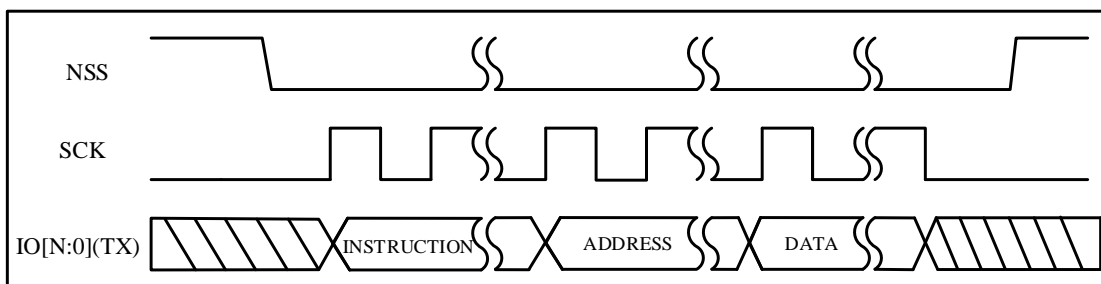 NSS
SCK
IO[N:0](TX) INSTRUCTION ADDRESS DATA